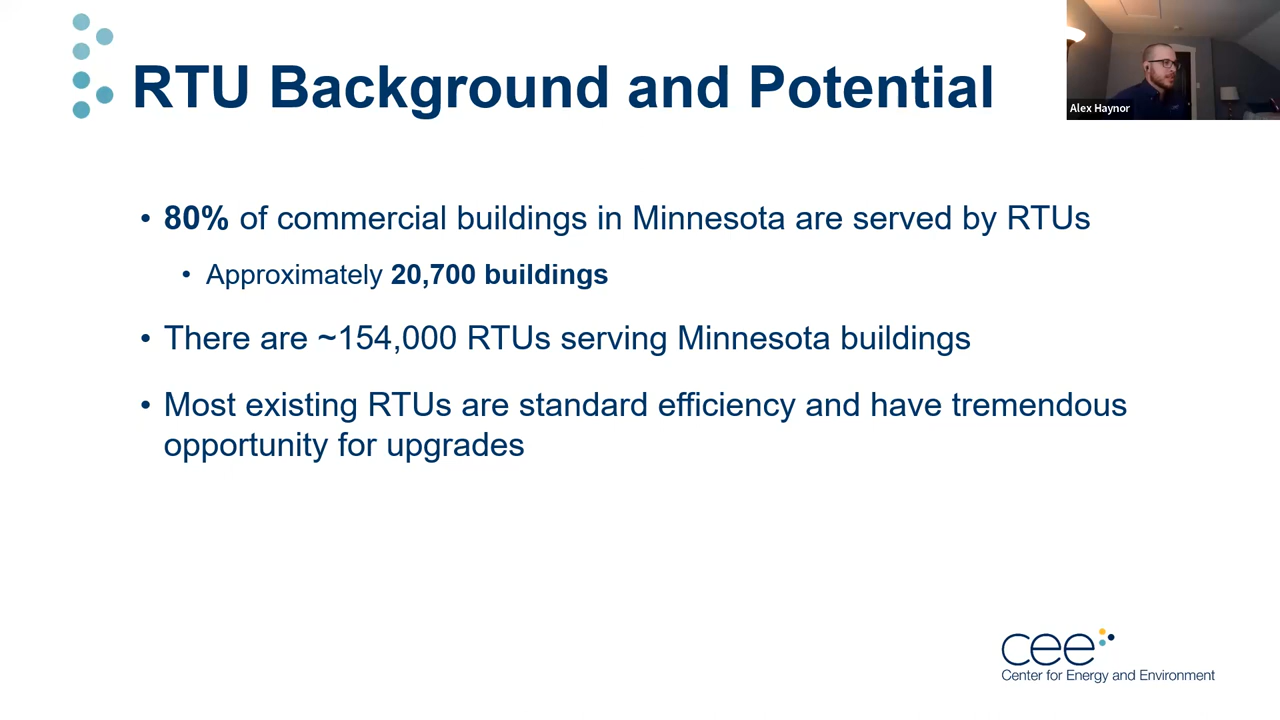 RTU Background and Potential
Alex Haynor
• 80% of commercial buildings in Minnesota are served by RTUs
• Approximately 20,700 buildings
• There are ~154,000 RTUs serving Minnesota buildings
• Most existing RTUs are standard efficiency and have tremendous
opportunity for upgrades
cee
Center for Energy and Environment